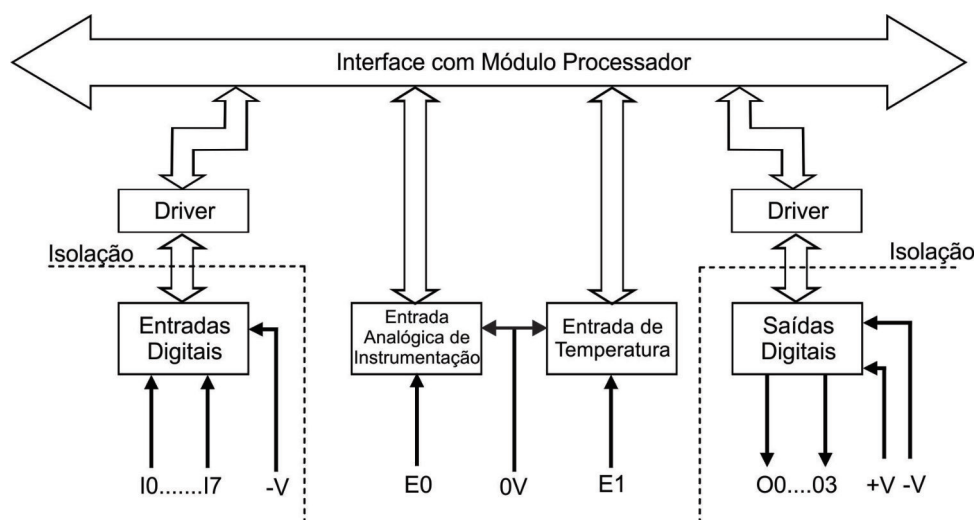 Interface com Módulo Processador
Driver
Driver
Isolação
Isolação
Entradas
Digitais
Entrada
Analógica de
Instrumentação
Entrada de
Temperatura
Saídas
Digitais
I0.......I7
-V
E0
0V
E1
O0....03
+V
-V